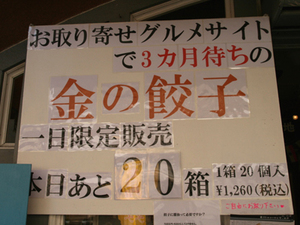 お取り寄せグルメサイト
で3カ月待ちの
金の餃子
一日限定販売
本日あと20箱
1箱20個入
¥1,260(税込)